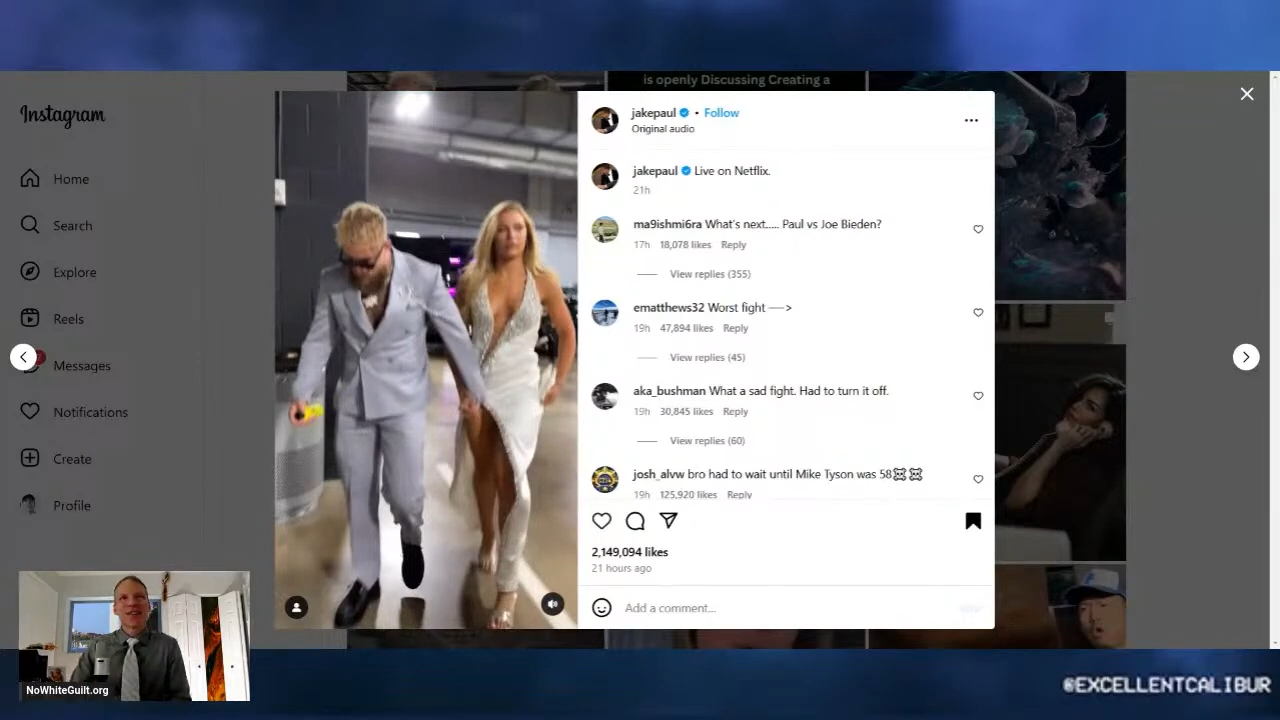 is openly Discussing Creating a
Instagram
Home
Search
Explore
Reels
Messages
Notifications
Create
Profile
jakepaul • Follow
Original audio
jakepaul Live on Netflix.
21h
ma9ishmi6ra What's next..... Paul vs Joe Bieden?
17h 18,078 likes Reply
View replies (355)
ematthews32 Worst fight —->
19h 47,894 likes Reply
View replies (45)
aka_bushman What a sad fight. Had to turn it off.
19h 30,845 likes Reply
View replies (60)
josh_alvw bro had to wait until Mike Tyson was 58☠️☠️
19h 125,920 likes Reply
2,149,094 likes
21 hours ago
Add a comment...
NoWhiteGuilt.org
@EXCELLENTCALIBUR